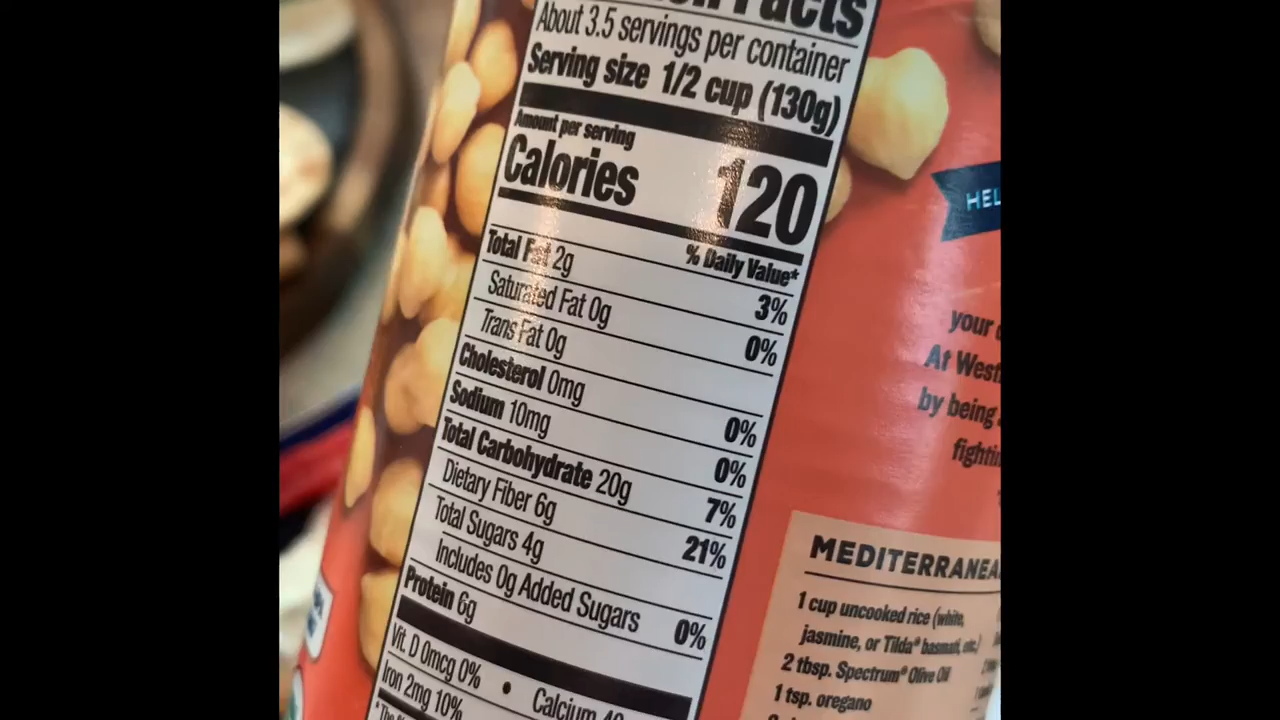 Facts
About 3.5 servings per container
Serving size 1/2 cup (130g)
Amount per serving
Calories 120
% Daily Value*
Total Fat 2g 3%
Saturated Fat 0g 0%
Trans Fat 0g
Cholesterol 0mg 0%
Sodium 10mg 0%
Total Carbohydrate 20g 7%
Dietary Fiber 6g 21%
Total Sugars 4g
Includes 0g Added Sugars 0%
Protein 6g
Vit. D 0mcg 0% • Calcium
Iron 2mg 10%
HEL
your
At West
by being
MEDITERRANEA
1 cup uncooked rice (white,
jasmine, or Tilda® basmati, etc.)
2 tbsp. Spectrum® Olive Oil
1 tsp. oregano